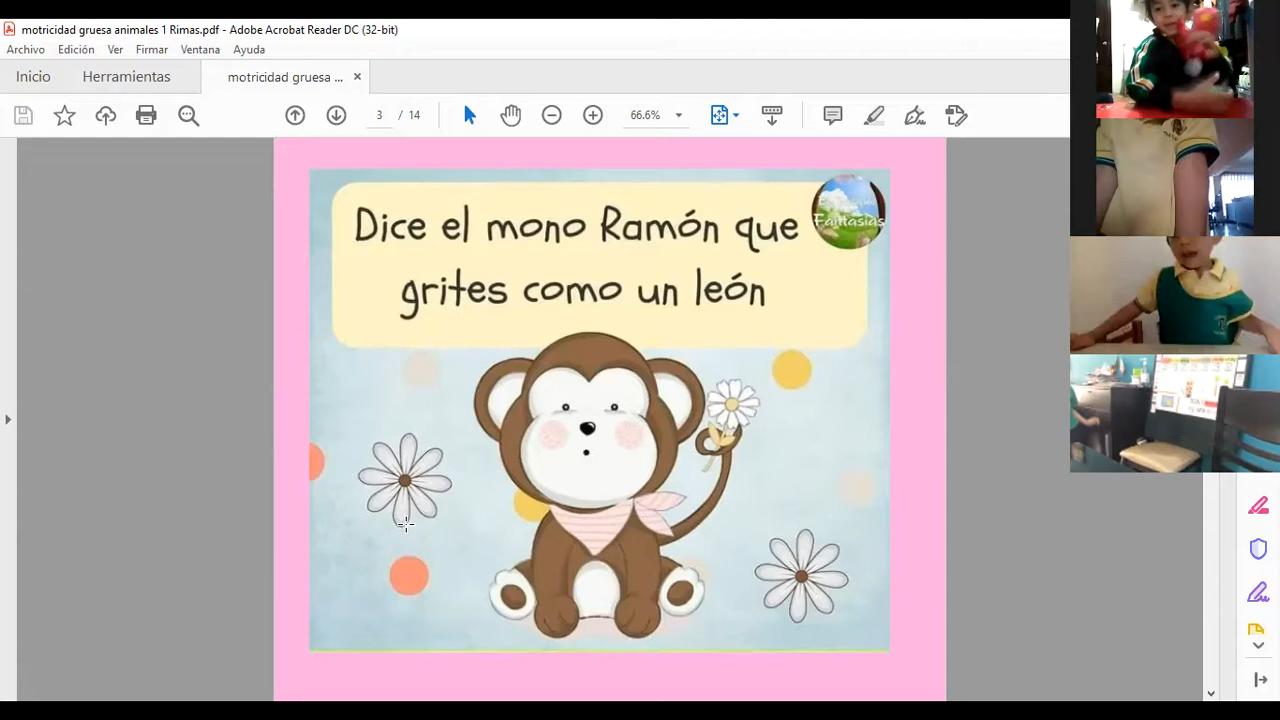 motricidad gruesa animales 1 Rimas.pdf - Adobe Acrobat Reader DC (32-bit)
Archivo Edición Ver Firmar Ventana Ayuda
Inicio Herramientas motricidad gruesa ... ×
3 / 14 66.6%
Dice el mono Ramón que
grites como un león
Fantasías